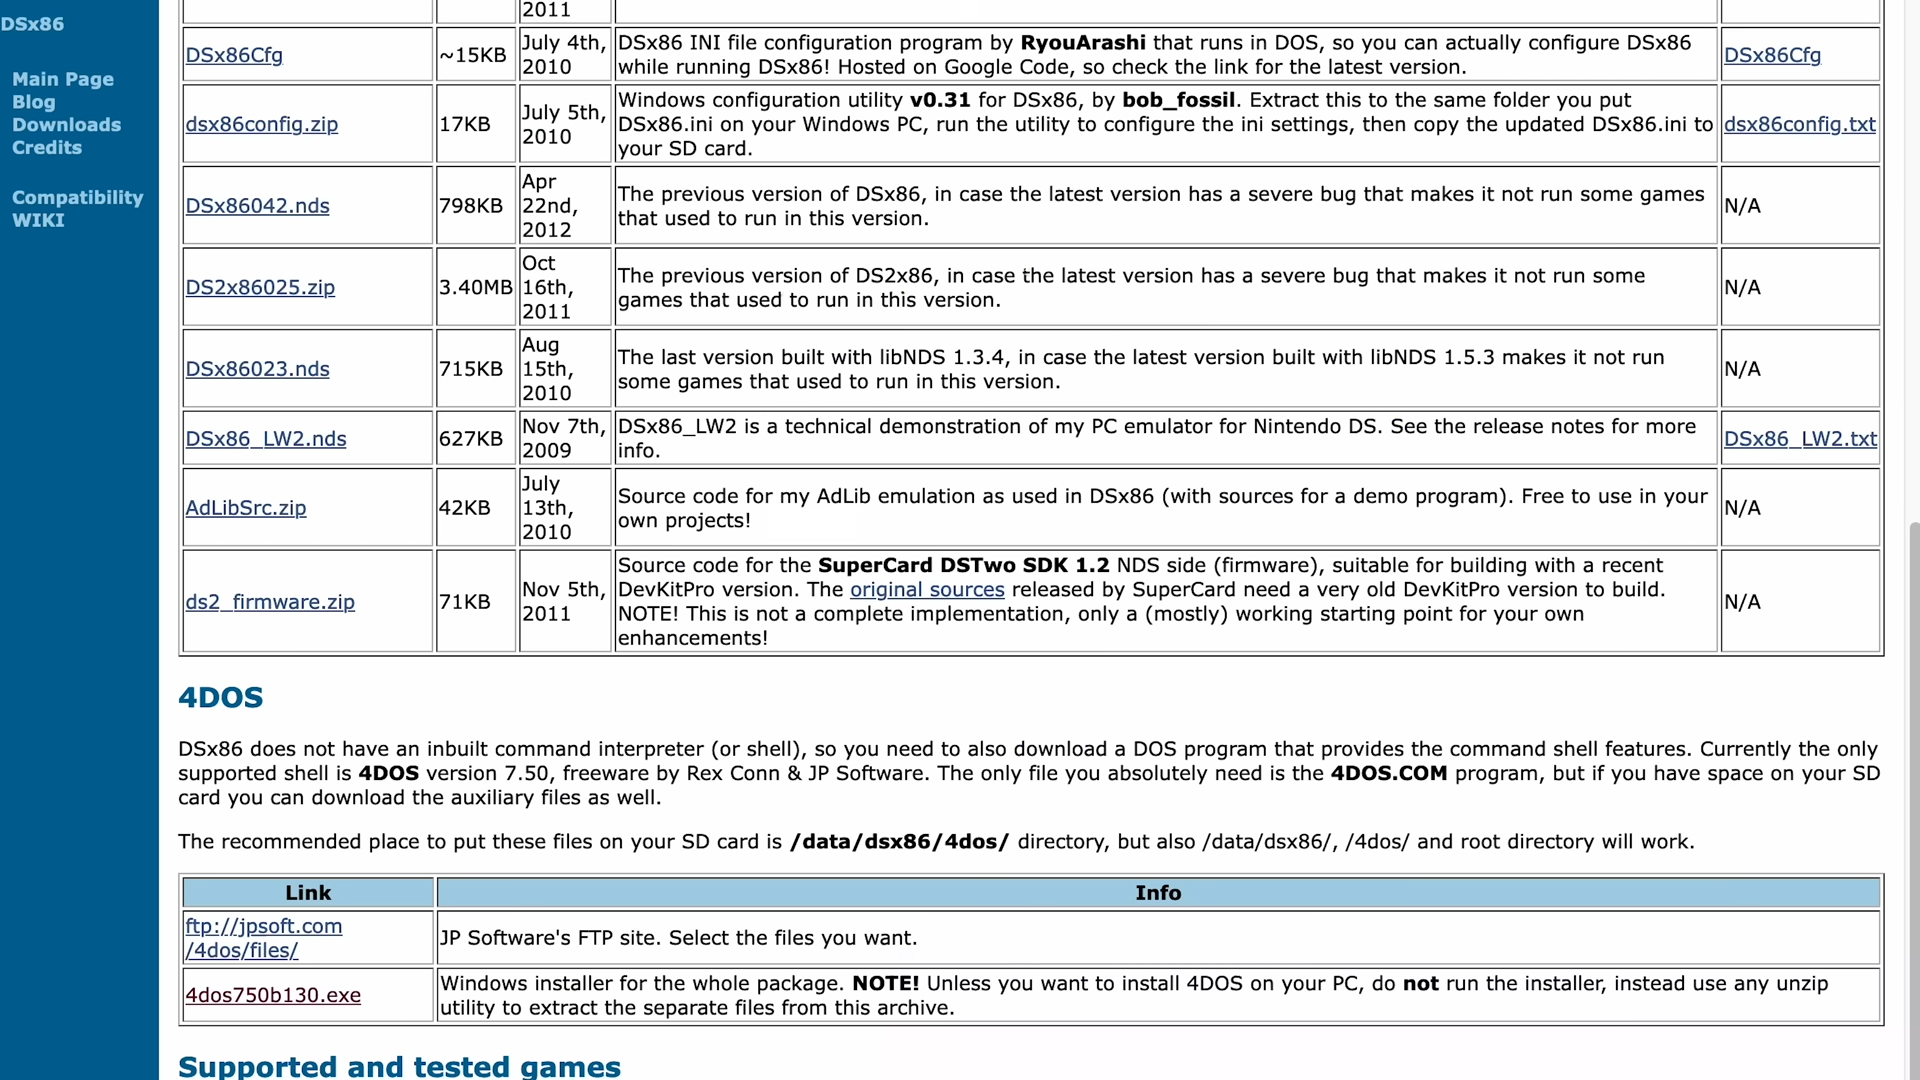 DSx86
Main Page
Blog
Downloads
Credits
Compatibility
WIKI
2011
DSx86Cfg
~15KB
July 4th,
2010
DSx86 INI file configuration program by RyouArashi that runs in DOS, so you can actually configure DSx86
while running DSx86! Hosted on Google Code, so check the link for the latest version.
DSx86Cfg
dsx86config.zip
17KB
July 5th,
2010
Windows configuration utility v0.31 for DSx86, by bob_fossil. Extract this to the same folder you put
DSx86.ini on your Windows PC, run the utility to configure the ini settings, then copy the updated DSx86.ini to
your SD card.
dsx86config.txt
DSx86042.nds
798KB
Apr
22nd,
2012
The previous version of DSx86, in case the latest version has a severe bug that makes it not run some games
that used to run in this version.
N/A
DS2x86025.zip
3.40MB
Oct
16th,
2011
The previous version of DS2x86, in case the latest version has a severe bug that makes it not run some
games that used to run in this version.
N/A
DSx86023.nds
715KB
Aug
15th,
2010
The last version built with libNDS 1.3.4, in case the latest version built with libNDS 1.5.3 makes it not run
some games that used to run in this version.
N/A
DSx86_LW2.nds
627KB
Nov 7th,
2009
DSx86_LW2 is a technical demonstration of my PC emulator for Nintendo DS. See the release notes for more
info.
DSx86_LW2.txt
AdLibSrc.zip
42KB
July
13th,
2010
Source code for my AdLib emulation as used in DSx86 (with sources for a demo program). Free to use in your
own projects!
N/A
ds2_firmware.zip
71KB
Nov 5th,
2011
Source code for the SuperCard DSTwo SDK 1.2 NDS side (firmware), suitable for building with a recent
DevKitPro version. The original sources released by SuperCard need a very old DevKitPro version to build.
NOTE! This is not a complete implementation, only a (mostly) working starting point for your own
enhancements!
N/A
4DOS
DSx86 does not have an inbuilt command interpreter (or shell), so you need to also download a DOS program that provides the command shell features. Currently the only
supported shell is 4DOS version 7.50, freeware by Rex Conn & JP Software. The only file you absolutely need is the 4DOS.COM program, but if you have space on your SD
card you can download the auxiliary files as well.
The recommended place to put these files on your SD card is /data/dsx86/4dos/ directory, but also /data/dsx86/, /4dos/ and root directory will work.
Link
Info
ftp://jpsoft.com
/4dos/files/
JP Software's FTP site. Select the files you want.
4dos750b130.exe
Windows installer for the whole package. NOTE! Unless you want to install 4DOS on your PC, do not run the installer, instead use any unzip
utility to extract the separate files from this archive.
Supported and tested games